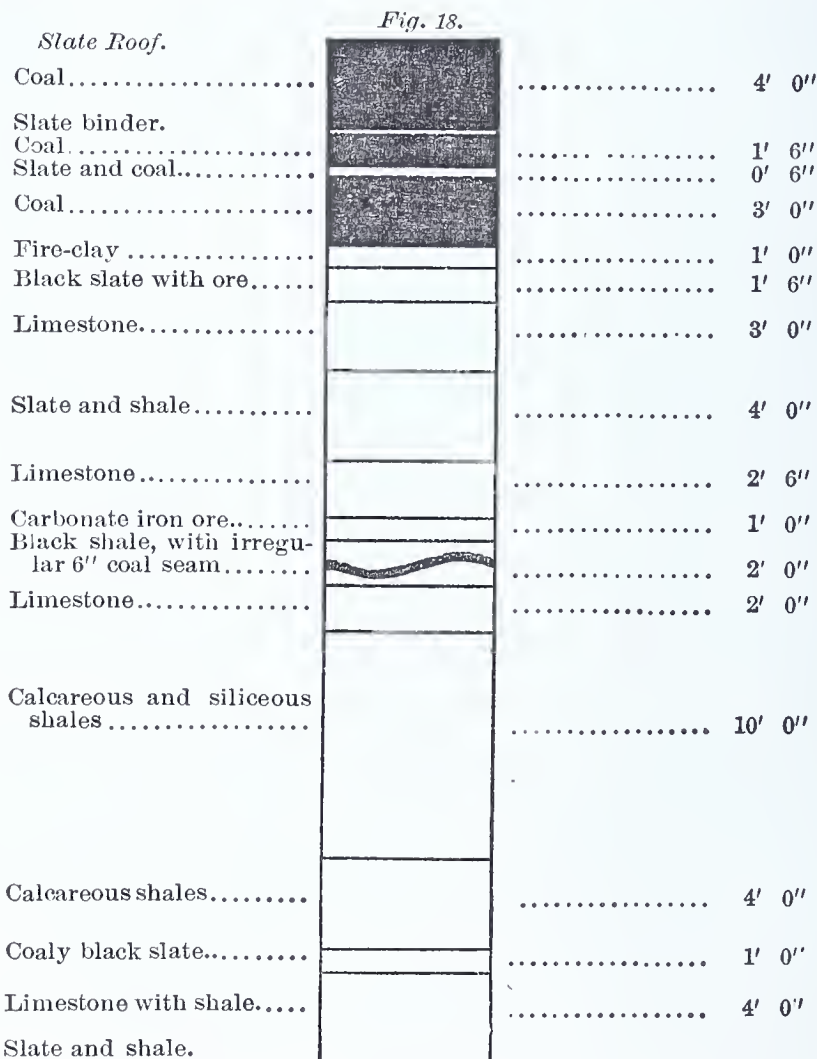 Fig. 18.
Slate Roof.
Coal.................... .................... 4' 0"
Slate binder.
Coal.................... .................... 1' 6"
Slate and coal.............. .................... 0' 6"
Coal.................... .................... 3' 0"
Fire-clay ................ .................... 1' 0"
Black slate with ore...... .................... 1' 6"
Limestone................ .................... 3' 0"
Slate and shale........... .................... 4' 0"
Limestone................ .................... 2' 6"
Carbonate iron ore........ .................... 1' 0"
Black shale, with irregu-
lar 6" coal seam........ .................... 2' 0"
Limestone................ .................... 2' 0"
Calcareous and siliceous
shales .................. .................... 10' 0"
Calcareous shales......... .................... 4' 0"
Coaly black slate.......... .................... 1' 0"
Limestone with shale..... .................... 4' 0"
Slate and shale.